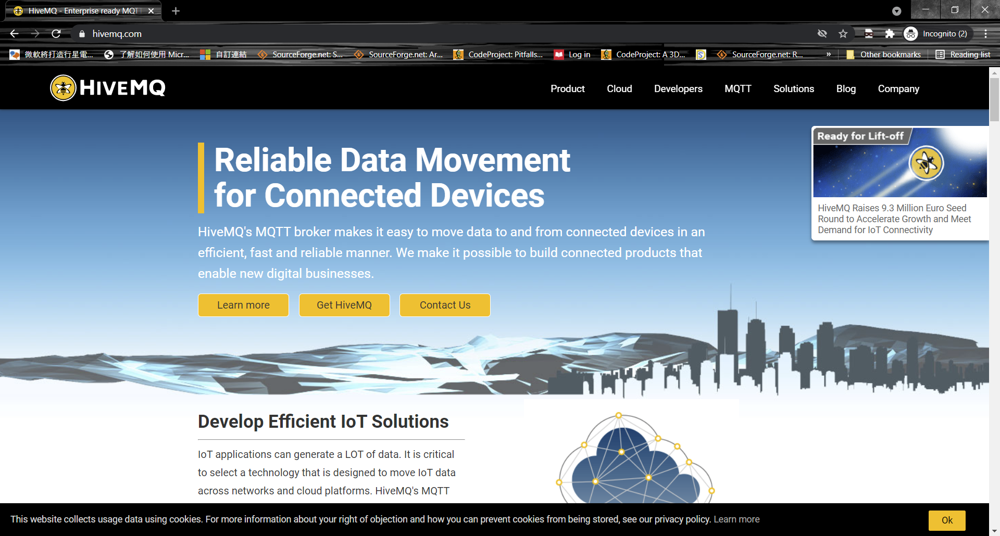 HiveMQ - Enterprise ready MQTT
hivemq.com
Incognito (2)
微軟將打造行星電...
了解如何使用 Micr...
自訂連結
SourceForge.net: S...
SourceForge.net: Ar...
CodeProject: Pitfalls...
Log in
CodeProject: A 3D...
SourceForge.net: R...
»
Other bookmarks
Reading list
HIVEMQ
Product
Cloud
Developers
MQTT
Solutions
Blog
Company
Reliable Data Movement
for Connected Devices
HiveMQ's MQTT broker makes it easy to move data to and from connected devices in an
efficient, fast and reliable manner. We make it possible to build connected products that
enable new digital businesses.
Learn more
Get HiveMQ
Contact Us
Ready for Lift-off
HiveMQ Raises 9.3 Million Euro Seed
Round to Accelerate Growth and Meet
Demand for IoT Connectivity
Develop Efficient IoT Solutions
IoT applications can generate a LOT of data. It is critical
to select a technology that is designed to move IoT data
across networks and cloud platforms. HiveMQ's MQTT
This website collects usage data using cookies. For more information about your right of objection and how you can prevent cookies from being stored, see our privacy policy. Learn more
Ok